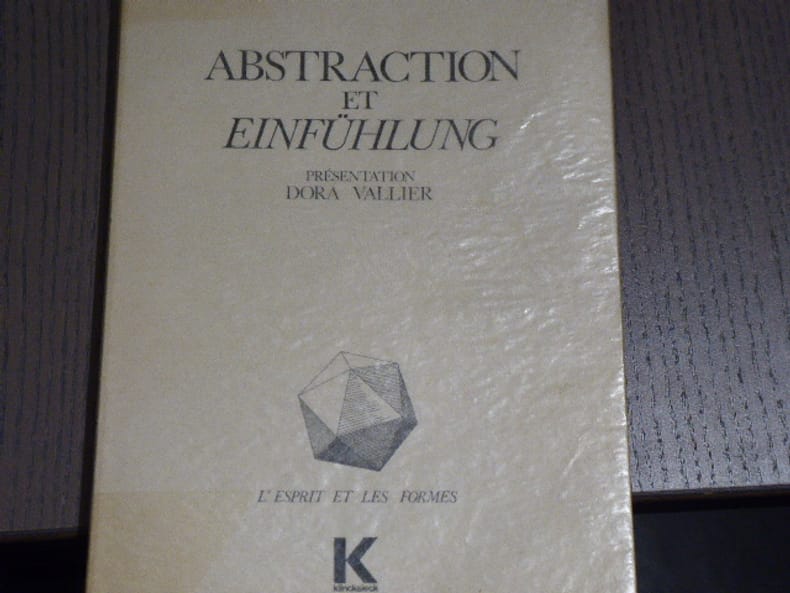 ABSTRACTION
ET
EINFÜHLUNG
PRÉSENTATION
DORA VALLIER
L'ESPRIT ET LES FORMES
K
klincksieck